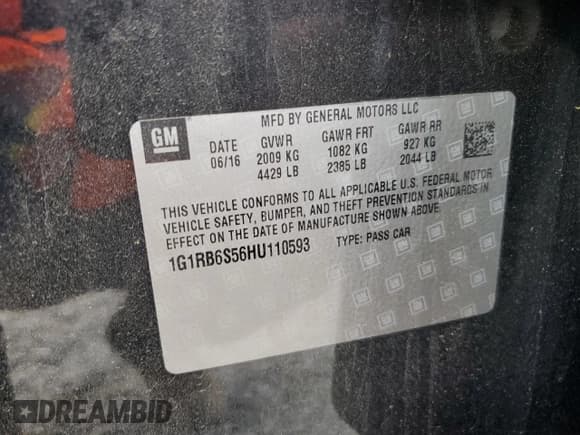 MFD BY GENERAL MOTORS LLC
GM
DATE GVWR GAWR FRT GAWR RR
06/16 2009 KG 1082 KG 927 KG
4429 LB 2385 LB 2044 LB
THIS VEHICLE CONFORMS TO ALL APPLICABLE U.S. FEDERAL MOTOR
VEHICLE SAFETY, BUMPER, AND THEFT PREVENTION STANDARDS IN
EFFECT ON THE DATE OF MANUFACTURE SHOWN ABOVE.
1G1RB6S56HU110593 TYPE: PASS CAR
DREAMBID